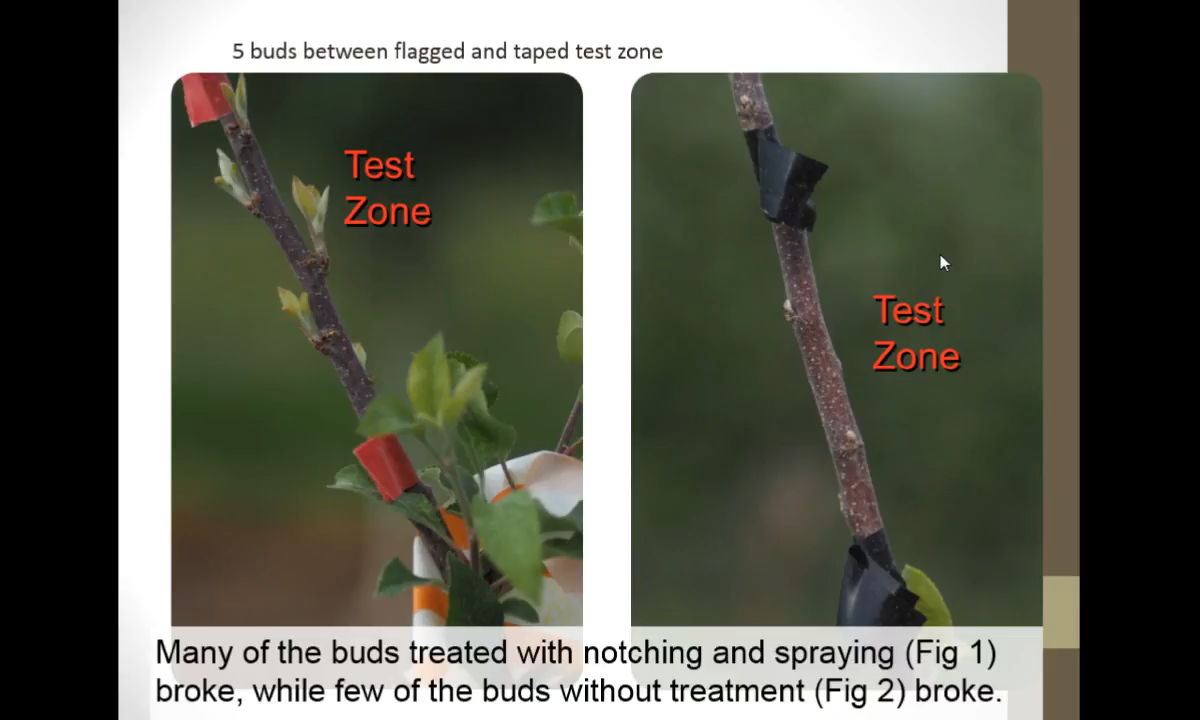 5 buds between flagged and taped test zone
Test
Zone
Test
Zone
Many of the buds treated with notching and spraying (Fig 1)
broke, while few of the buds without treatment (Fig 2) broke.